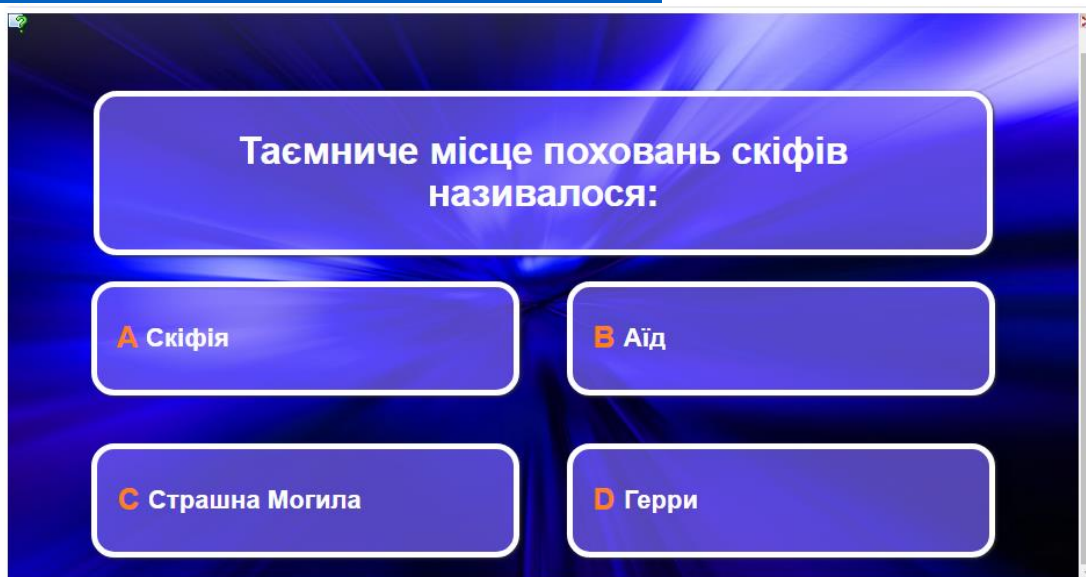 Таємниче місце поховань скіфів
називалося:
A Скіфія
B Аїд
C Страшна Могила
D Герри